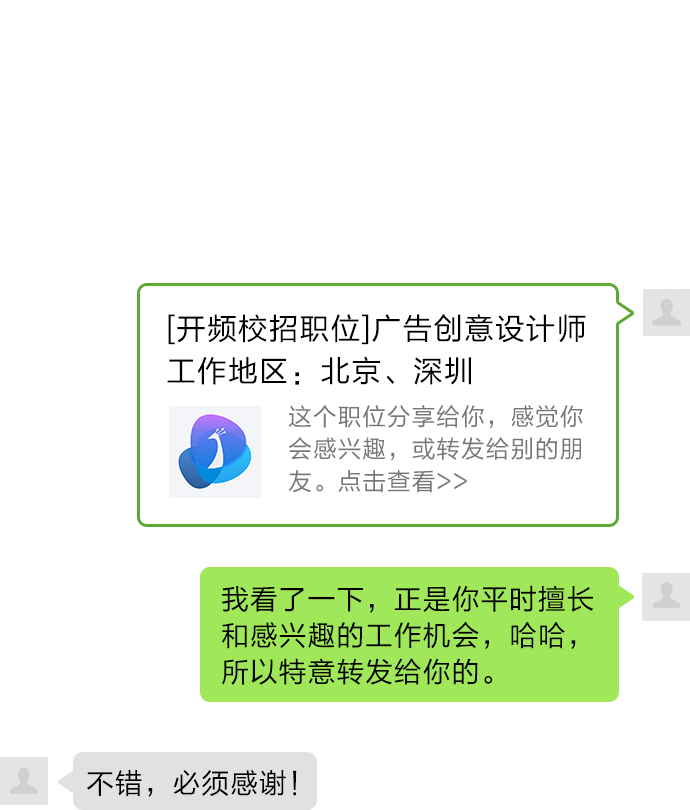 [开频校招职位]广告创意设计师
工作地区：北京、深圳
这个职位分享给你，感觉你
会感兴趣，或转发给别的朋
友。点击查看>>
我看了一下，正是你平时擅长
和感兴趣的工作机会，哈哈，
所以特意转发给你的。
不错，必须感谢！